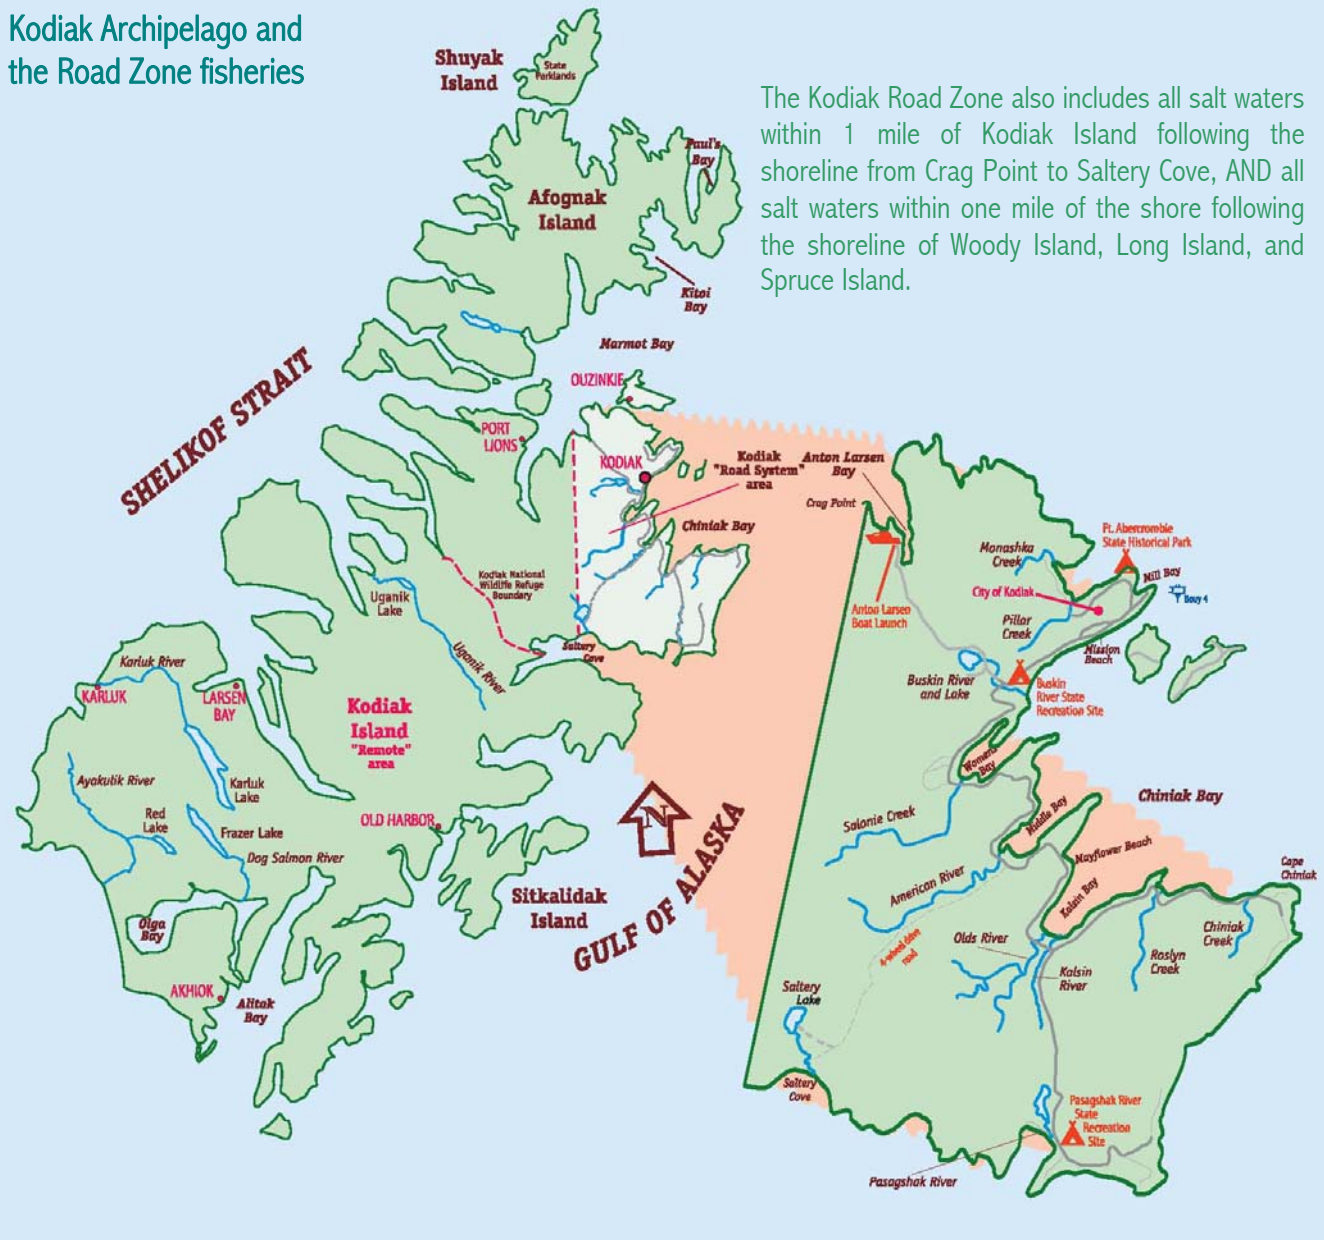 Kodiak Archipelago and
the Road Zone fisheries
The Kodiak Road Zone also includes all salt waters
within 1 mile of Kodiak Island following the
shoreline from Crag Point to Saltery Cove, AND all
salt waters within one mile of the shore following
the shoreline of Woody Island, Long Island, and
Spruce Island.
Shuyak
Island
State
Parklands
Paul's
Bay
Afognak
Island
Kitoi
Bay
Marmot Bay
SHELIKOF STRAIT
OUZINKIE
PORT
LIONS
KODIAK
Kodiak
"Road System"
area
Chiniak Bay
Kodiak National
Wildlife Refuge
Boundary
Uganik
Lake
Uganik River
Saltery
Cove
Karluk River
KARLUK
LARSEN
BAY
Kodiak
Island
"Remote"
area
Ayakulik River
Karluk
Lake
Red
Lake
Frazer Lake
Dog Salmon River
OLD HARBOR
Sitkalidak
Island
N
GULF OF ALASKA
Olga
Bay
AKHIOK
Alitak
Bay
Anton Larsen
Bay
Crag Point
Anton Larsen
Boat Launch
Monashka
Creek
Ft. Abercrombie
State Historical Park
Mill Bay
Bouy 4
City of Kodiak
Pillar
Creek
Mission
Beach
Buskin River
and Lake
Buskin
River State
Recreation Site
Womens
Bay
Chiniak Bay
Salonie Creek
Middle Bay
Mayflower Beach
American River
Kalsin Bay
Cape
Chiniak
4-wheel drive
road
Olds River
Kalsin
River
Roslyn
Creek
Chiniak
Creek
Saltery
Lake
Saltery
Cove
Pasagshak River
State
Recreation
Site
Pasagshak River